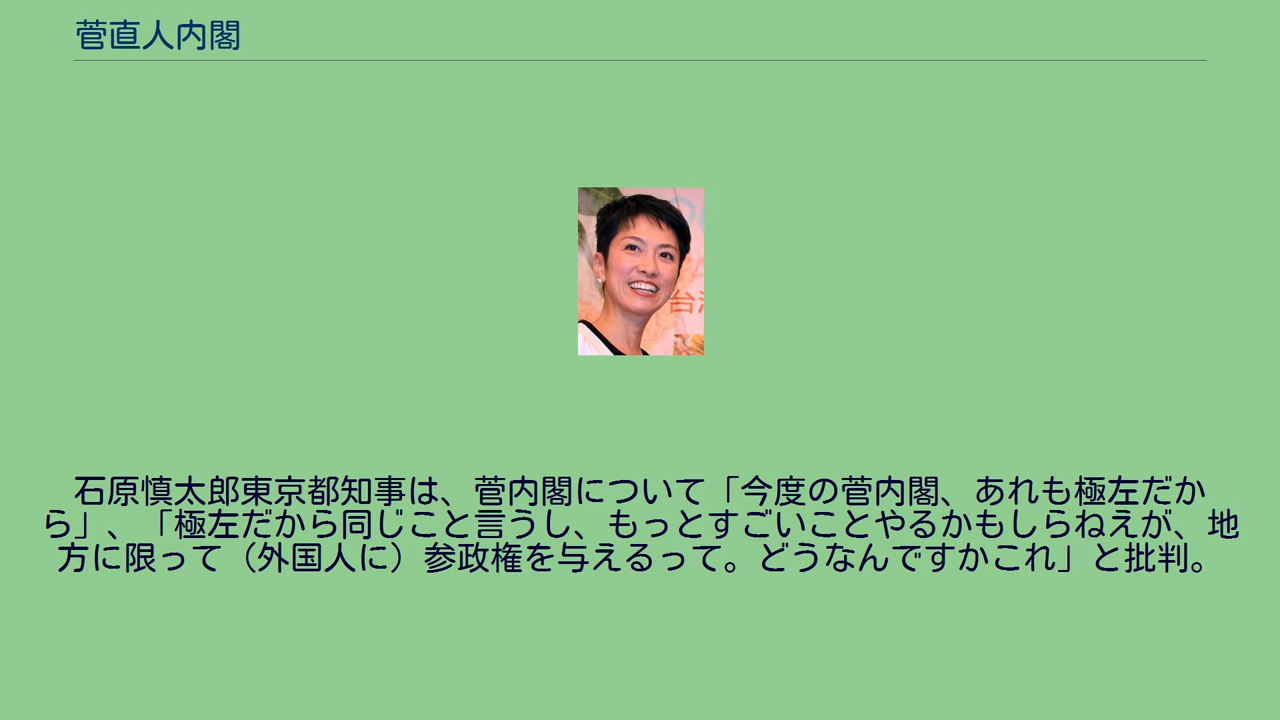 菅直人内閣
台
石原慎太郎東京都知事は、菅内閣について「今度の菅内閣、あれも極左だか
ら」、「極左だから同じこと言うし、もっとすごいことやるかもしらねえが、地
方に限って（外国人に）参政権を与えるって。どうなんですかこれ」と批判。